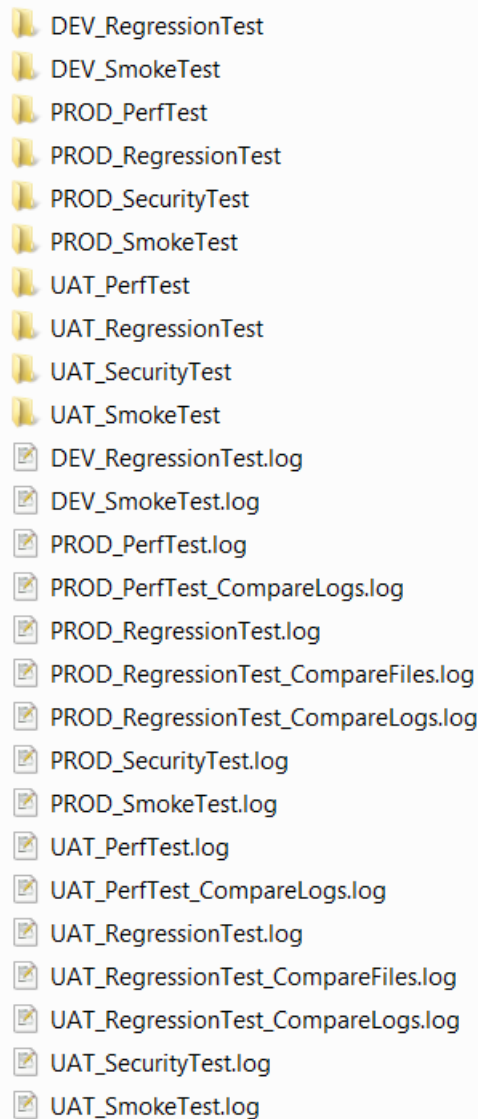 DEV_RegressionTest
DEV_SmokeTest
PROD_PerfTest
PROD_RegressionTest
PROD_SecurityTest
PROD_SmokeTest
UAT_PerfTest
UAT_RegressionTest
UAT_SecurityTest
UAT_SmokeTest
DEV_RegressionTest.log
DEV_SmokeTest.log
PROD_PerfTest.log
PROD_PerfTest_CompareLogs.log
PROD_RegressionTest.log
PROD_RegressionTest_CompareFiles.log
PROD_RegressionTest_CompareLogs.log
PROD_SecurityTest.log
PROD_SmokeTest.log
UAT_PerfTest.log
UAT_PerfTest_CompareLogs.log
UAT_RegressionTest.log
UAT_RegressionTest_CompareFiles.log
UAT_RegressionTest_CompareLogs.log
UAT_SecurityTest.log
UAT_SmokeTest.log